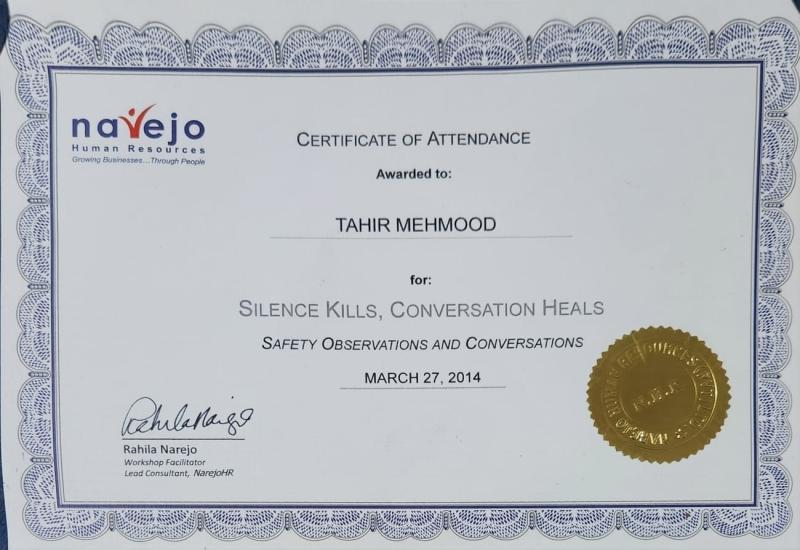 narejo
Human Resources
Growing Businesses...Through People
CERTIFICATE OF ATTENDANCE
Awarded to:
TAHIR MEHMOOD
for:
SILENCE KILLS, CONVERSATION HEALS
SAFETY OBSERVATIONS AND CONVERSATIONS
MARCH 27, 2014
Rahila Narejo
Rahila Narejo
Workshop Facilitator
Lead Consultant, NarejoHR
NAREJO HUMAN RESOURCES